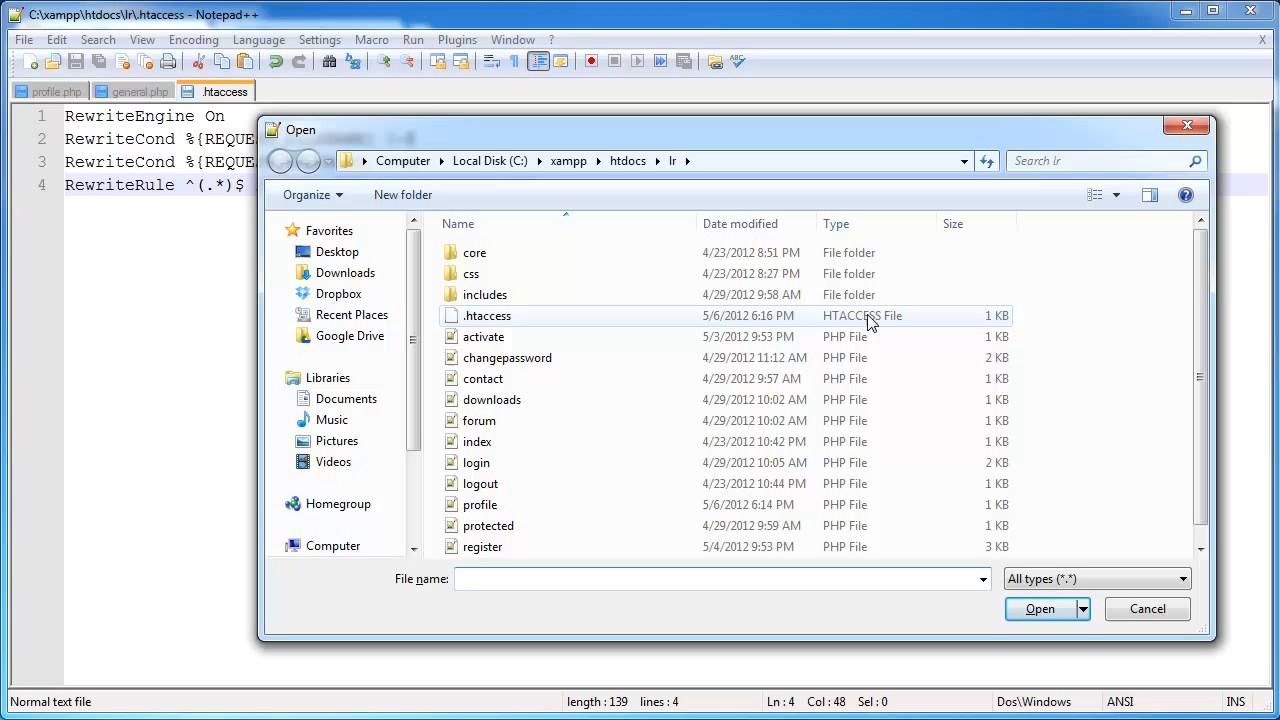 C:\xampp\htdocs\lr\.htaccess - Notepad++
File Edit Search View Encoding Language Settings Macro Run Plugins Window ? X
profile.php general.php .htaccess
1 RewriteEngine On
2 RewriteCond %{REQUE
3 RewriteCond %{REQUE
4 RewriteRule ^(.*)$
Open
Computer Local Disk (C:) xampp htdocs lr
Search lr
Organize New folder
Favorites
Desktop
Downloads
Dropbox
Recent Places
Google Drive
Libraries
Documents
Music
Pictures
Videos
Homegroup
Computer
Name Date modified Type Size
core 4/23/2012 8:51 PM File folder
css 4/23/2012 8:27 PM File folder
includes 4/29/2012 9:58 AM File folder
.htaccess 5/6/2012 6:16 PM HTACCESS File 1 KB
activate 5/3/2012 9:53 PM PHP File 1 KB
changepassword 4/29/2012 11:12 AM PHP File 2 KB
contact 4/29/2012 9:57 AM PHP File 1 KB
downloads 4/29/2012 10:02 AM PHP File 1 KB
forum 4/29/2012 10:02 AM PHP File 1 KB
index 4/23/2012 10:42 PM PHP File 1 KB
login 4/29/2012 10:05 AM PHP File 2 KB
logout 4/23/2012 10:44 PM PHP File 1 KB
profile 5/6/2012 6:14 PM PHP File 1 KB
protected 4/29/2012 9:59 AM PHP File 1 KB
register 5/4/2012 9:53 PM PHP File 3 KB
File name:
All types (*.*)
Open Cancel
Normal text file length : 139 lines : 4 Ln : 4 Col : 48 Sel : 0 Dos\Windows ANSI INS